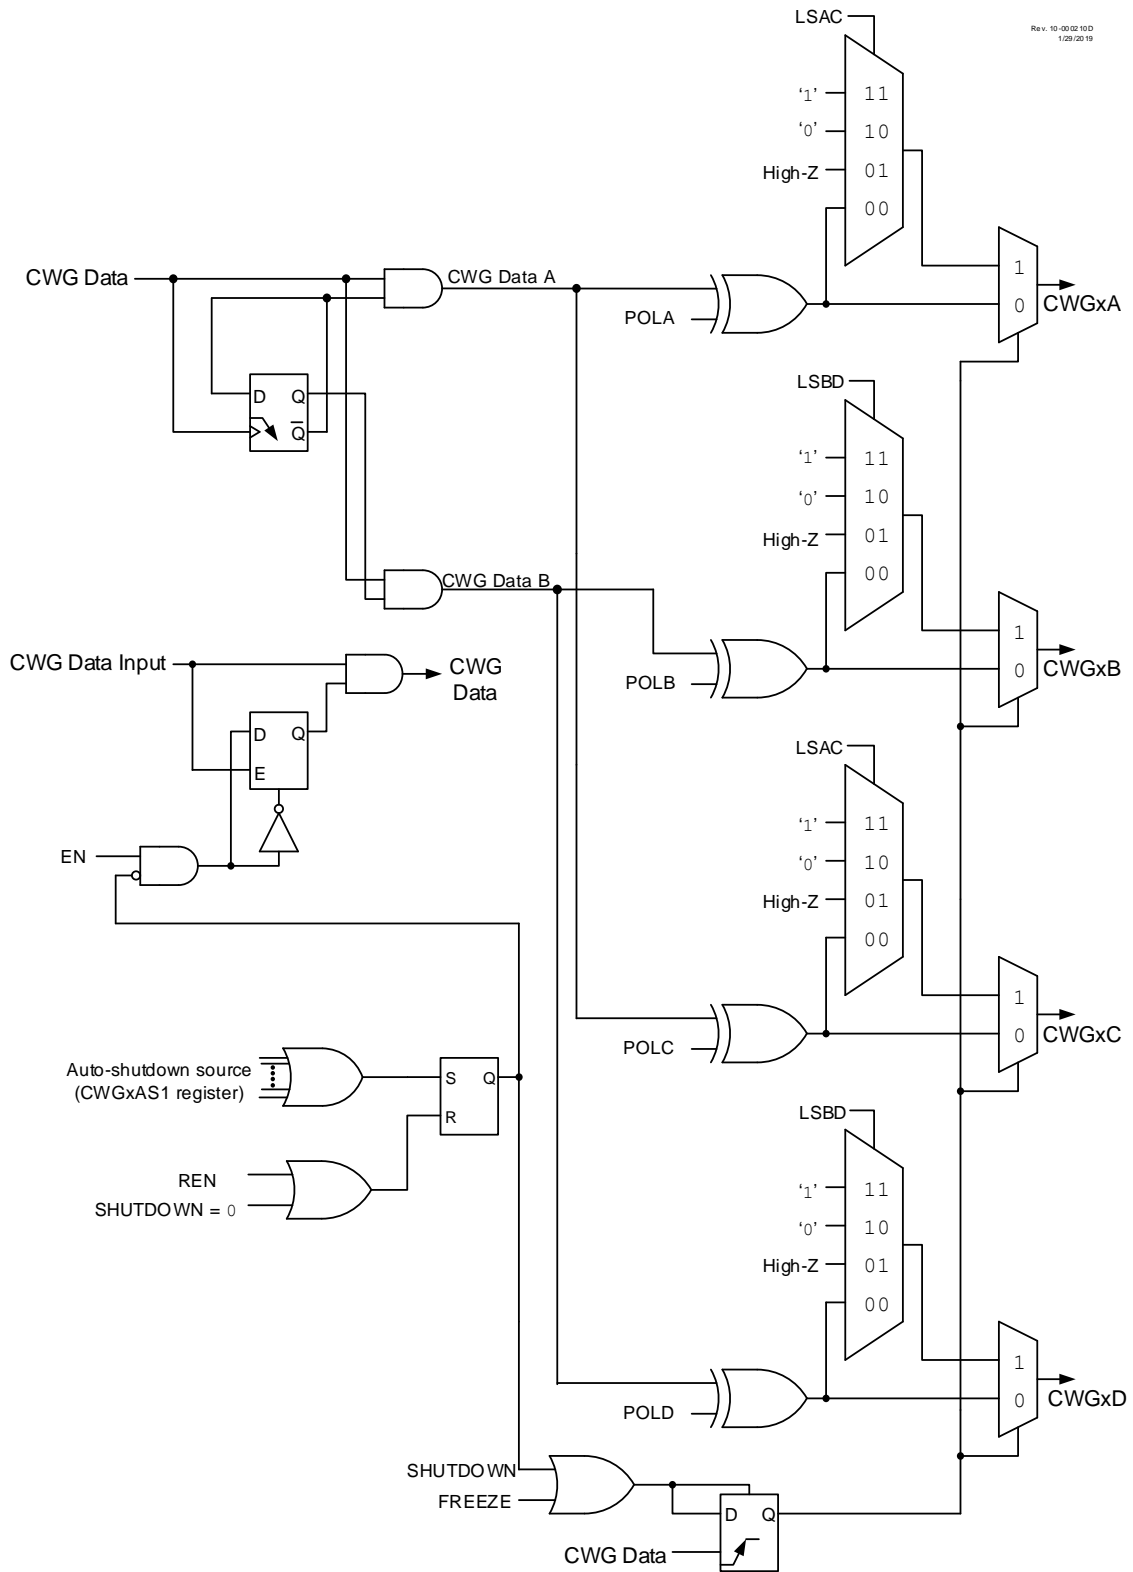 LSAC
Rev. 10-000210D
1/29/2019
‘1’
11
‘0’
10
High-Z
01
00
CWG Data
CWG Data A
POLA
1
0
CWGxA
D
Q
Q
LSBD
‘1’
11
‘0’
10
High-Z
01
00
CWG Data B
POLB
1
0
CWGxB
CWG Data Input
CWG
Data
D
Q
E
EN
LSAC
‘1’
11
‘0’
10
High-Z
01
00
POLC
1
0
CWGxC
Auto-shutdown source
(CWGxAS1 register)
S
Q
R
REN
SHUTDOWN = 0
LSBD
‘1’
11
‘0’
10
High-Z
01
00
POLD
1
0
CWGxD
SHUTDOWN
FREEZE
D
Q
CWG Data